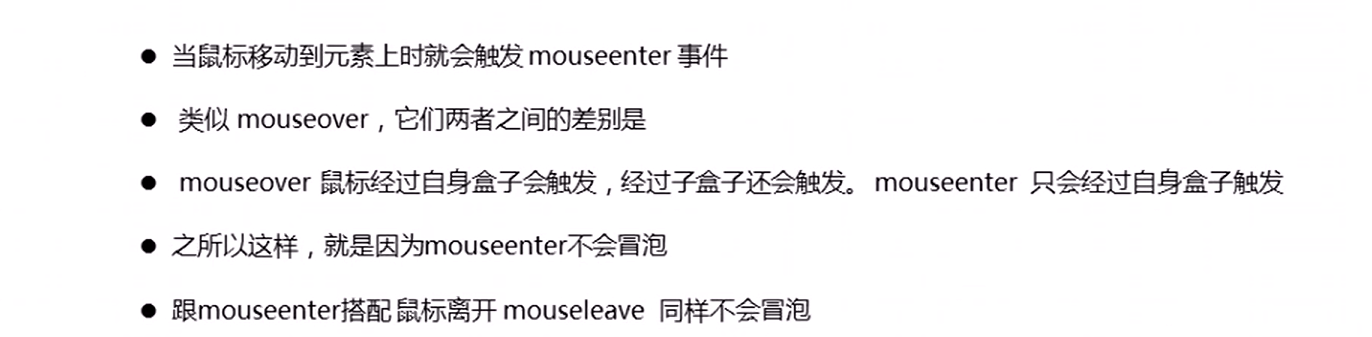 ● 当鼠标移动到元素上时就会触发 mouseenter 事件
● 类似 mouseover，它们两者之间的差别是
● mouseover 鼠标经过自身盒子会触发，经过子盒子还会触发。 mouseenter 只会经过自身盒子触发
● 之所以这样，就是因为mouseenter不会冒泡
● 跟mouseenter搭配 鼠标离开 mouseleave 同样不会冒泡